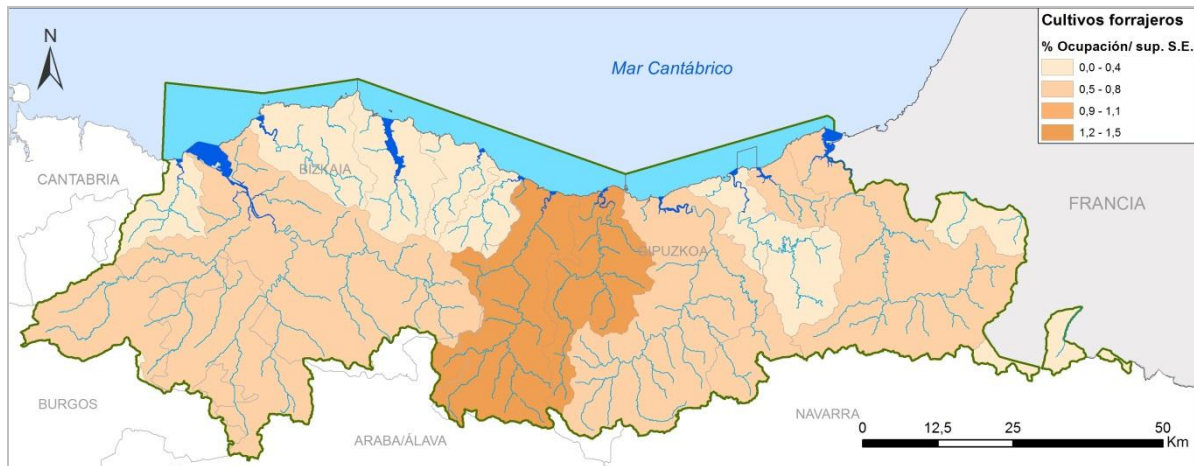 Cultivos forrajeros
% Ocupación/ sup. S.E.
0,0 - 0,4
0,5 - 0,8
0,9 - 1,1
1,2 - 1,5
N
Mar Cantábrico
BIZKAIA
CANTABRIA
FRANCIA
GIPUZKOA
BURGOS
ARABA/ÁLAVA
NAVARRA
0 12,5 25 50
Km